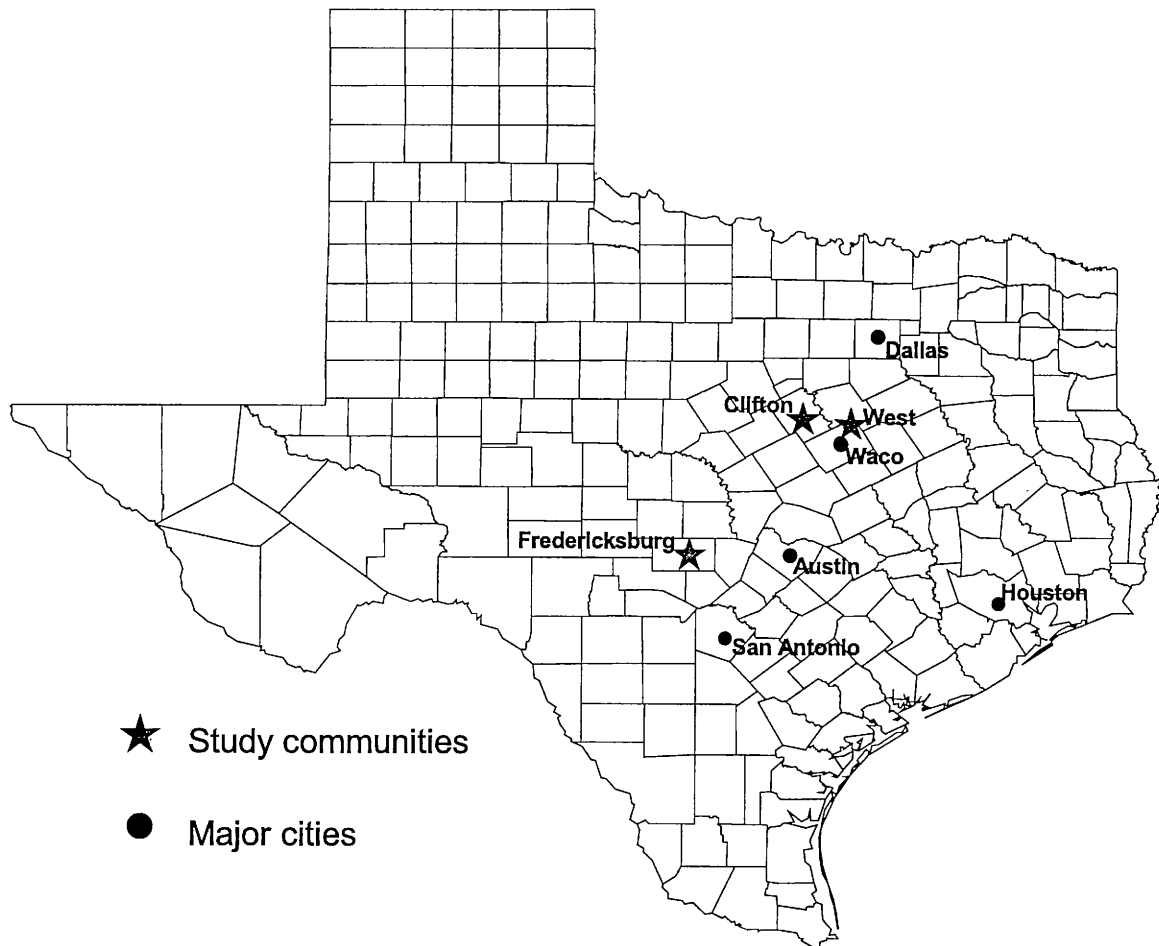 Dallas
Clifton
West
Waco
Fredericksburg
Austin
Houston
San Antonio
Study communities
Major cities